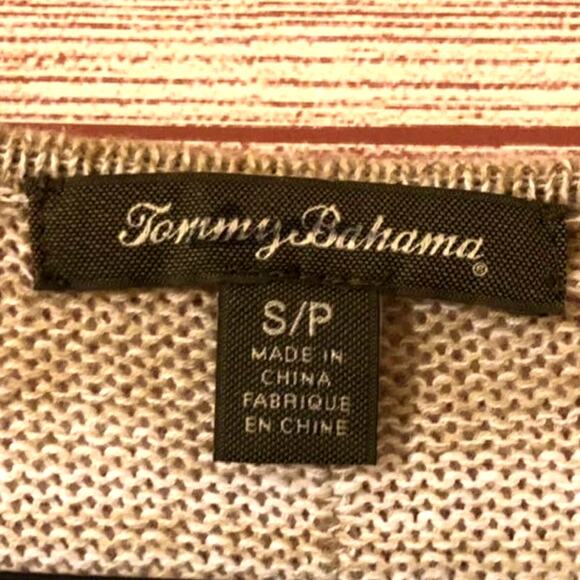 Tommy Bahama®
S/P
MADE IN
CHINA
FABRIQUE
EN CHINE